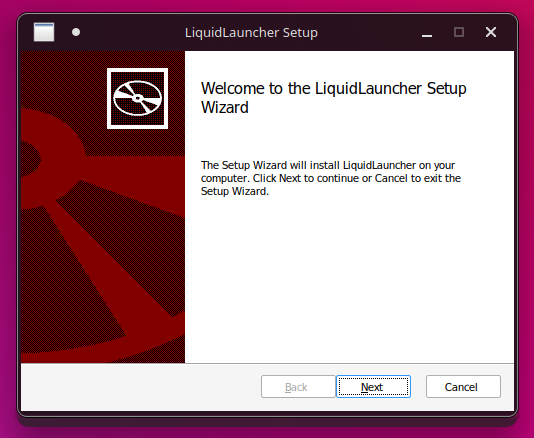 LiquidLauncher Setup
Welcome to the LiquidLauncher Setup
Wizard
The Setup Wizard will install LiquidLauncher on your
computer. Click Next to continue or Cancel to exit the
Setup Wizard.
Back
Next
Cancel